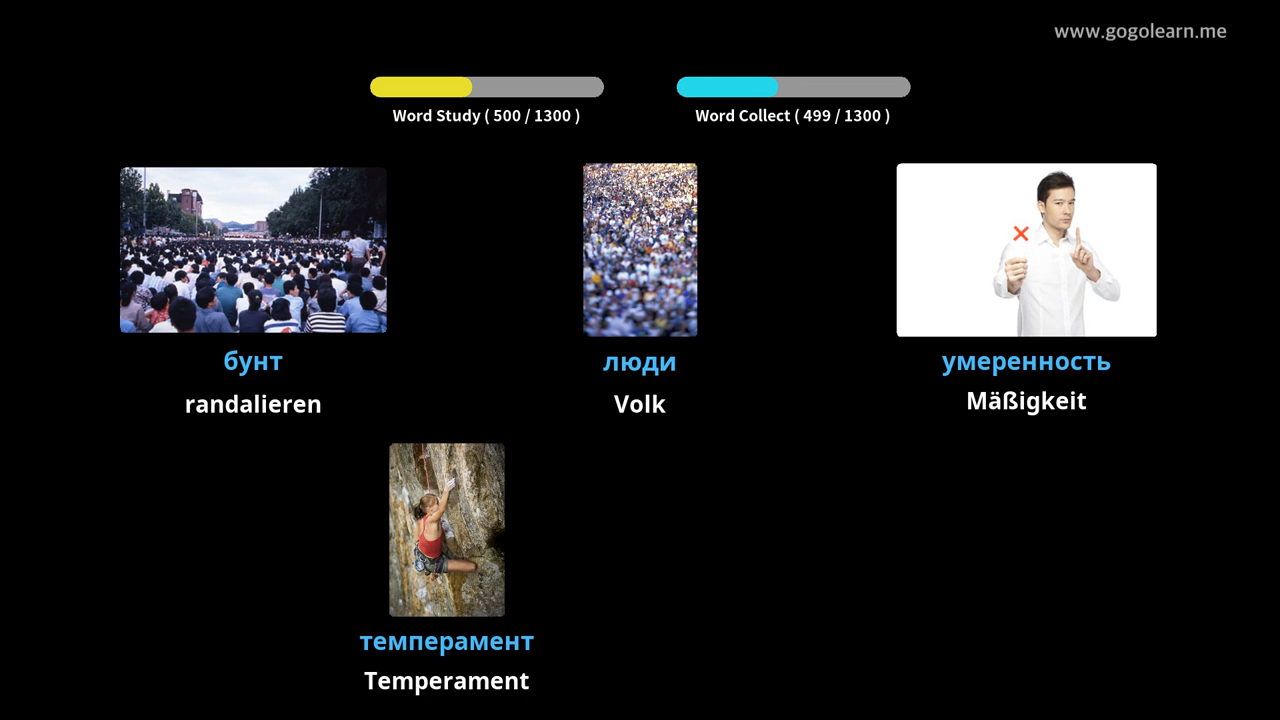 www.gogolearn.me
Word Study ( 500 / 1300 )
Word Collect ( 499 / 1300 )
бунт
люди
умеренность
randalieren
Volk
Mäßigkeit
темперамент
Temperament